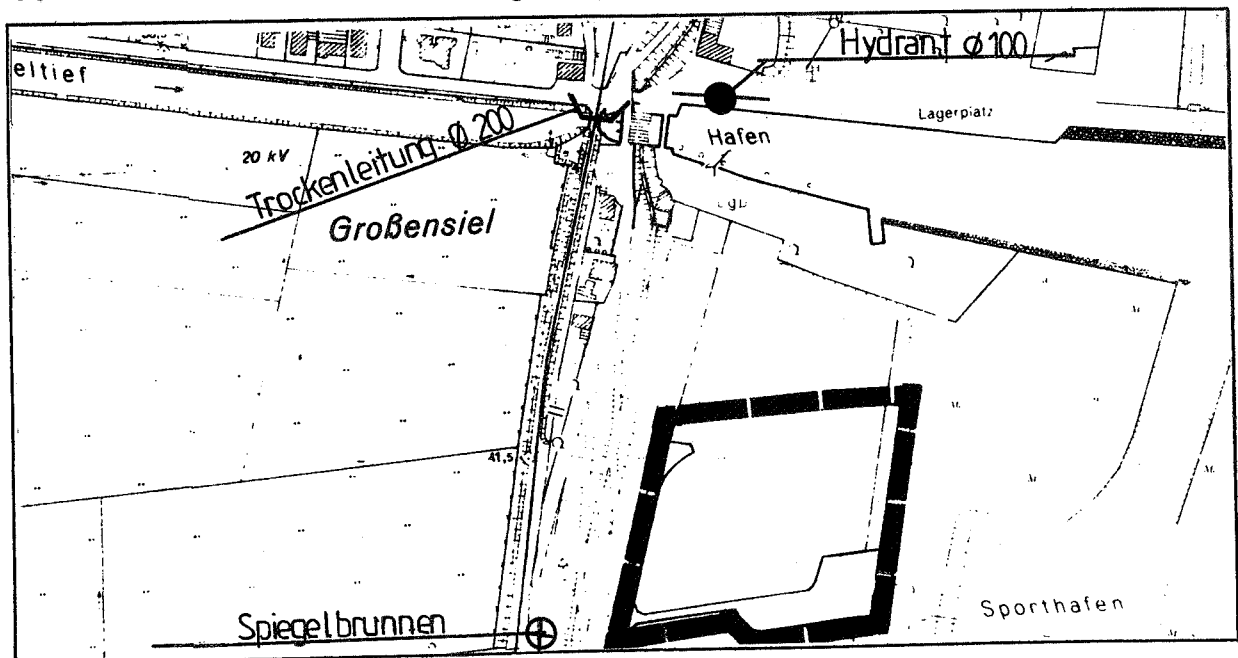 Hydrant ⌀ 100
eltief
Lagerplatz
Hafen
20 kV
Trockenleitung ⌀ 200
Großensiel
41,5
Spiegelbrunnen
Sporthafen